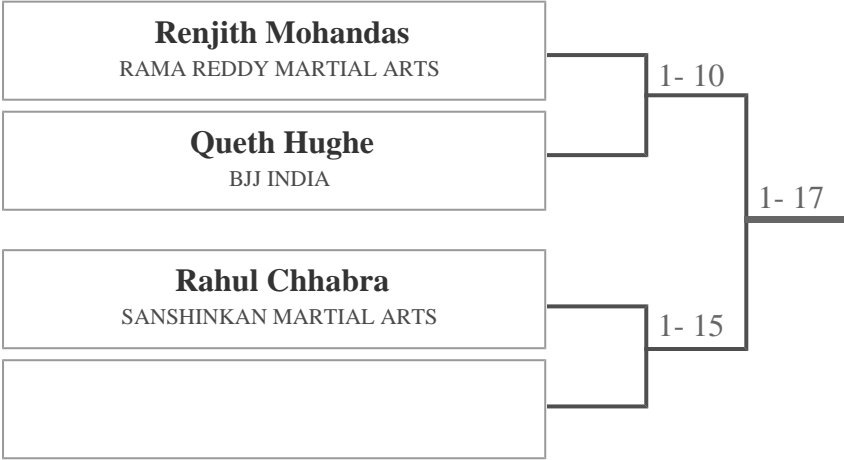 Renjith Mohandas
RAMA REDDY MARTIAL ARTS
1- 10
Queth Hughe
BJJ INDIA
1- 17
Rahul Chhabra
SANSHINKAN MARTIAL ARTS
1- 15